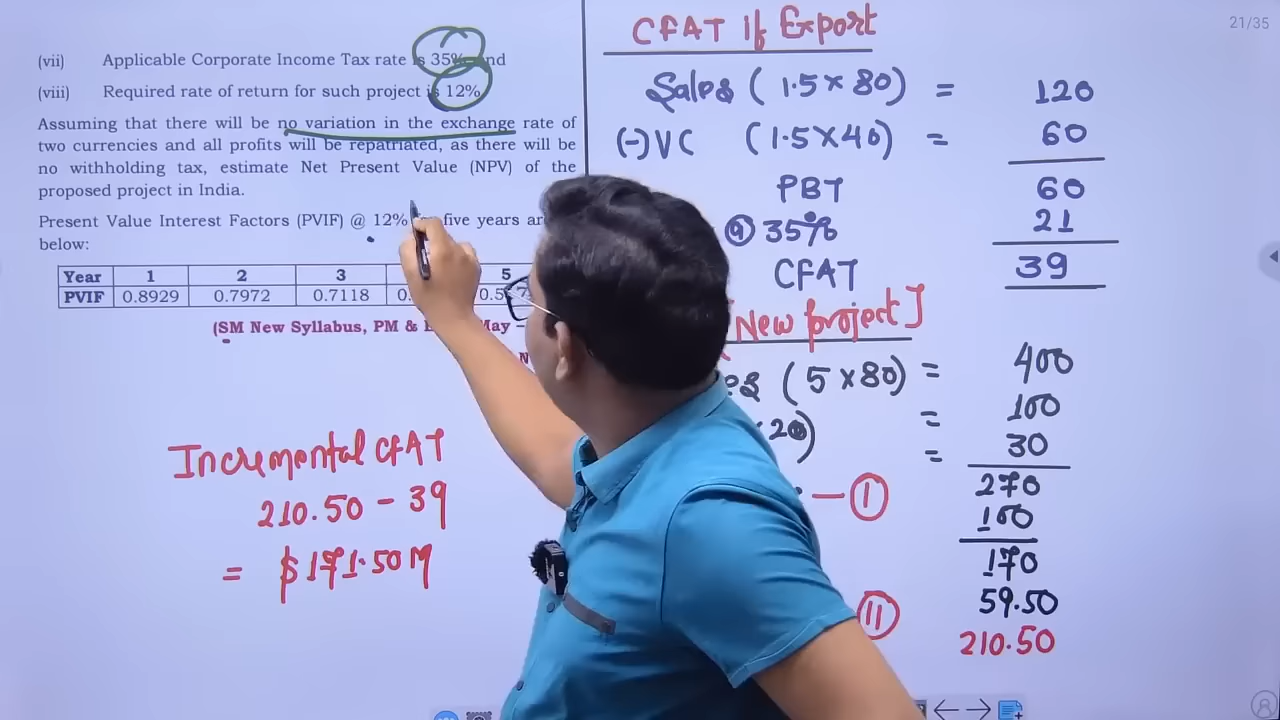 21/35
(vii) Applicable Corporate Income Tax rate is 35% and
(viii) Required rate of return for such project is 12%
Assuming that there will be no variation in the exchange rate of
two currencies and all profits will be repatriated, as there will be
no withholding tax, estimate Net Present Value (NPV) of the
proposed project in India.
Present Value Interest Factors (PVIF) @ 12% five years are
below:
Year 1 2 3 5
PVIF 0.8929 0.7972 0.7118
(SM New Syllabus, PM & May –
N
Incremental CFAT
210.50 - 39
= $171.50M
CFAT If Export
Sales (1.5 x 80) = 120
(-) VC (1.5 x 40) = 60
PBT 60
@ 35% 21
CFAT 39
[New project]
es (5 x 80) = 400
x 20) = 100
= 30
— I 270
100
170
II 59.50
210.50